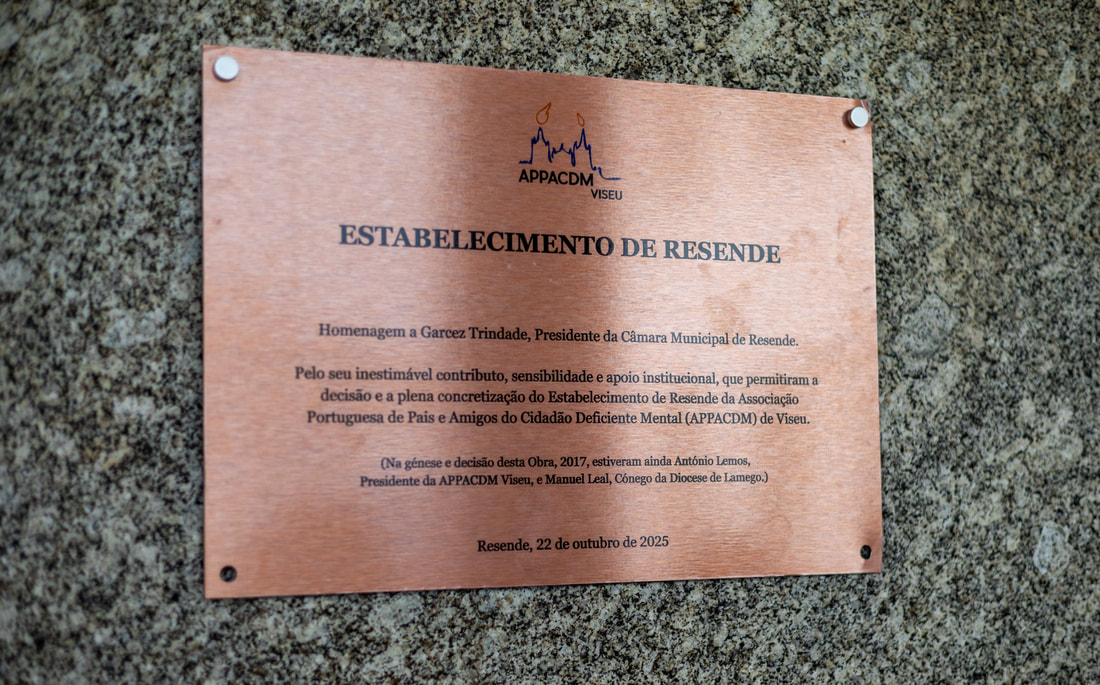 APPACDM
VISEU
ESTABELECIMENTO DE RESENDE
Homenagem a Garcez Trindade, Presidente da Câmara Municipal de Resende.
Pelo seu inestimável contributo, sensibilidade e apoio institucional, que permitiram a
decisão e a plena concretização do Estabelecimento de Resende da Associação
Portuguesa de Pais e Amigos do Cidadão Deficiente Mental (APPACDM) de Viseu.
(Na génese e decisão desta Obra, 2017, estiveram ainda António Lemos,
Presidente da APPACDM Viseu, e Manuel Leal, Cónego da Diocese de Lamego.)
Resende, 22 de outubro de 2025